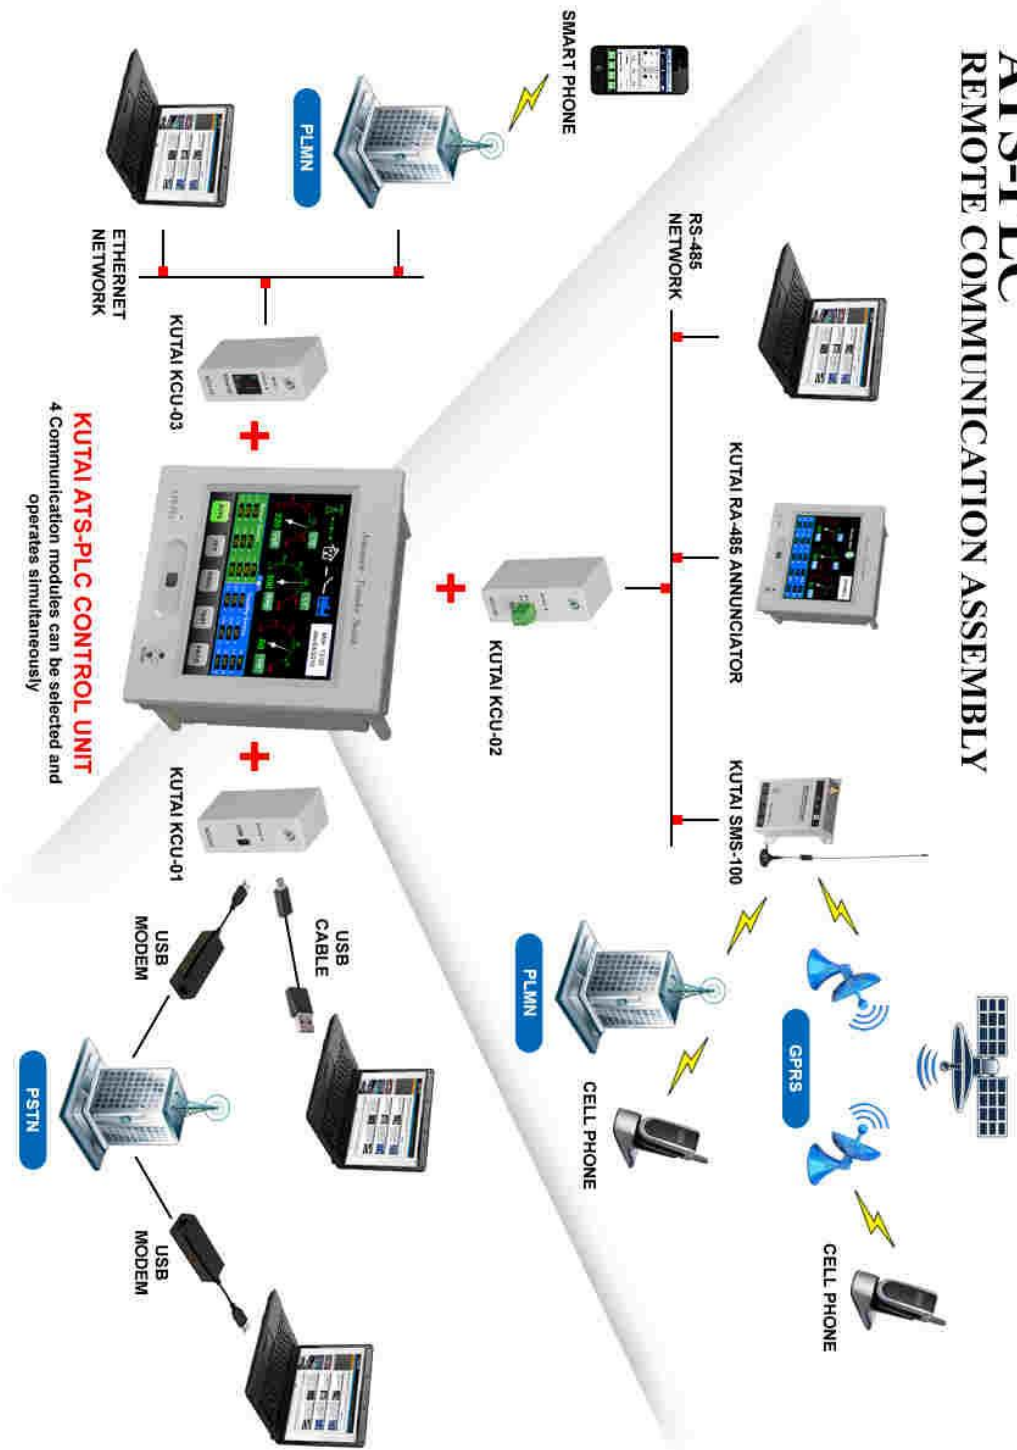 ATS-PLC
REMOTE COMMUNICATION ASSEMBLY
SMART PHONE
PLMN
ETHERNET
NETWORK
KUTAI KCU-03
RS-485
NETWORK
KUTAI RA-485 ANNUNCIATOR
KUTAI SMS-100
KUTAI KCU-02
GPRS
PLMN
CELL PHONE
CELL PHONE
KUTAI ATS-PLC CONTROL UNIT
4 Communication modules can be selected and
operates simultaneously
KUTAI KCU-01
USB
CABLE
USB
MODEM
PSTN
USB
MODEM